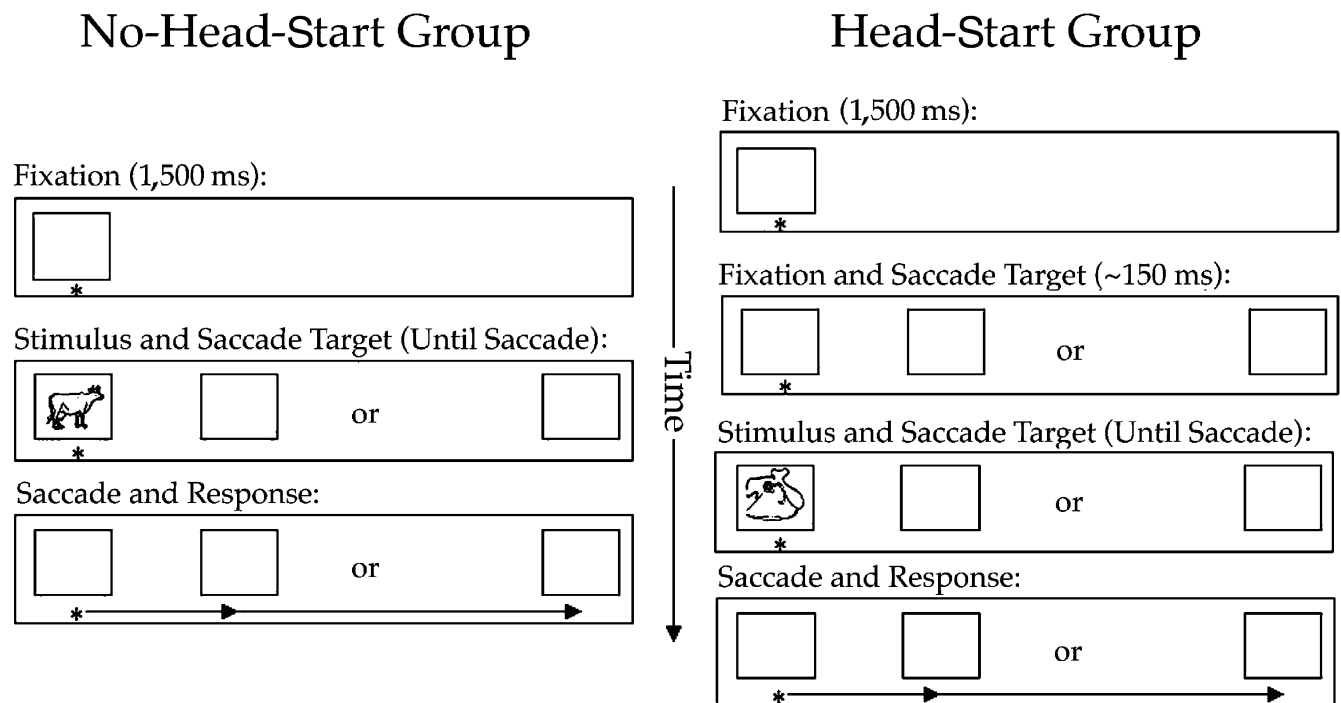 No-Head-Start Group
Fixation (1,500 ms):
*
Stimulus and Saccade Target (Until Saccade):
or
*
Saccade and Response:
or
*
Time
Head-Start Group
Fixation (1,500 ms):
*
Fixation and Saccade Target (~150 ms):
or
*
Stimulus and Saccade Target (Until Saccade):
or
*
Saccade and Response:
or
*